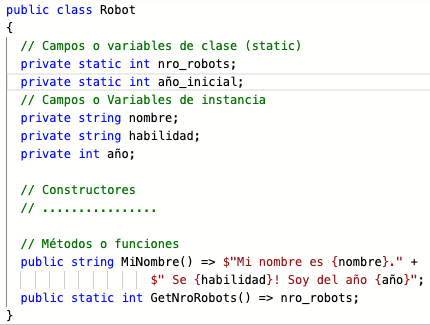 public class Robot
{
// Campos o variables de clase (static)
private static int nro_robots;
private static int año_inicial;
// Campos o Variables de instancia
private string nombre;
private string habilidad;
private int año;
// Constructores
// ................
// Métodos o funciones
public string MiNombre() => $"Mi nombre es {nombre}." +
$" Se {habilidad}! Soy del año {año}";
public static int GetNroRobots() => nro_robots;
}